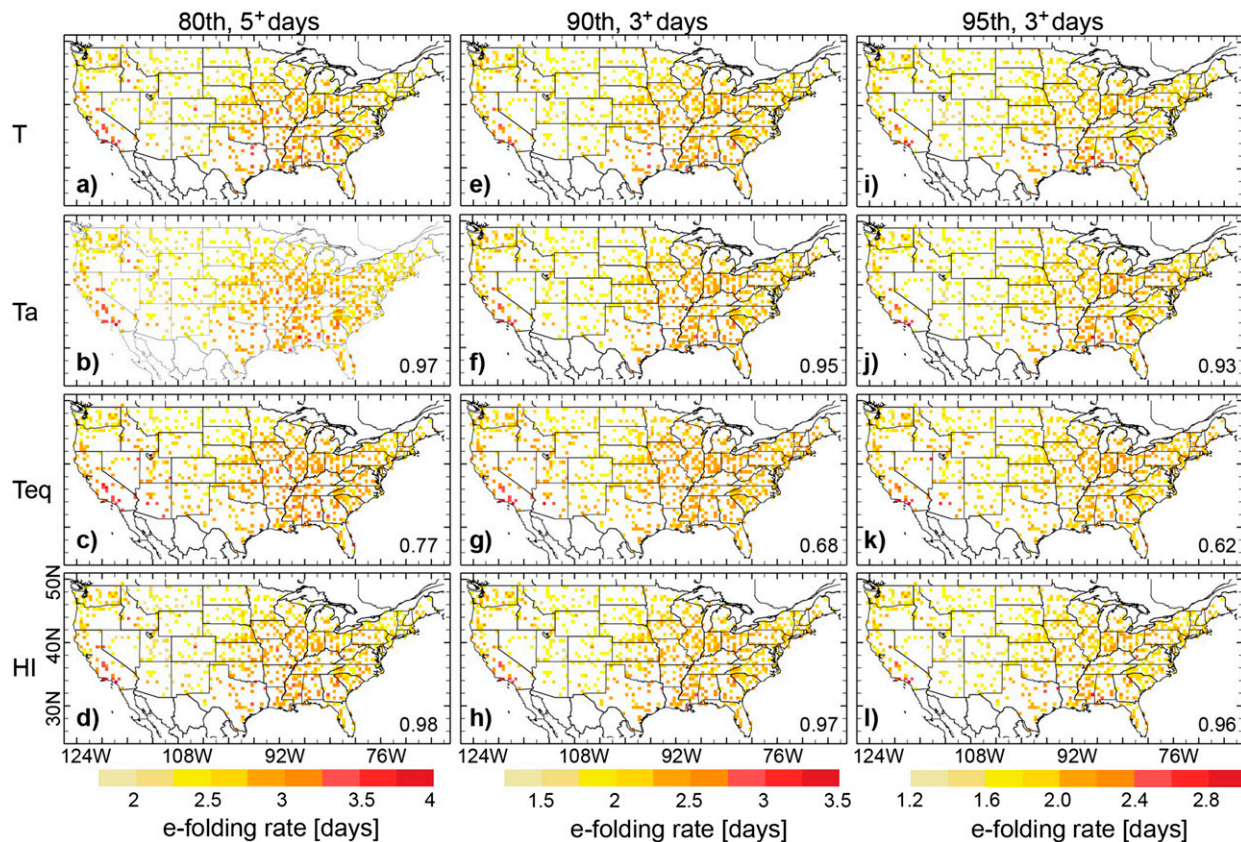 80th, 5+ days 90th, 3+ days 95th, 3+ days
T
a) e) i)
Ta
b) 0.97 f) 0.95 j) 0.93
Teq
c) 0.77 g) 0.68 k) 0.62
HI
50N
40N
30N
d) 0.98 h) 0.97 l) 0.96
124W 108W 92W 76W 124W 108W 92W 76W 124W 108W 92W 76W
2 2.5 3 3.5 4 1.5 2 2.5 3 3.5 1.2 1.6 2.0 2.4 2.8
e-folding rate [days] e-folding rate [days] e-folding rate [days]